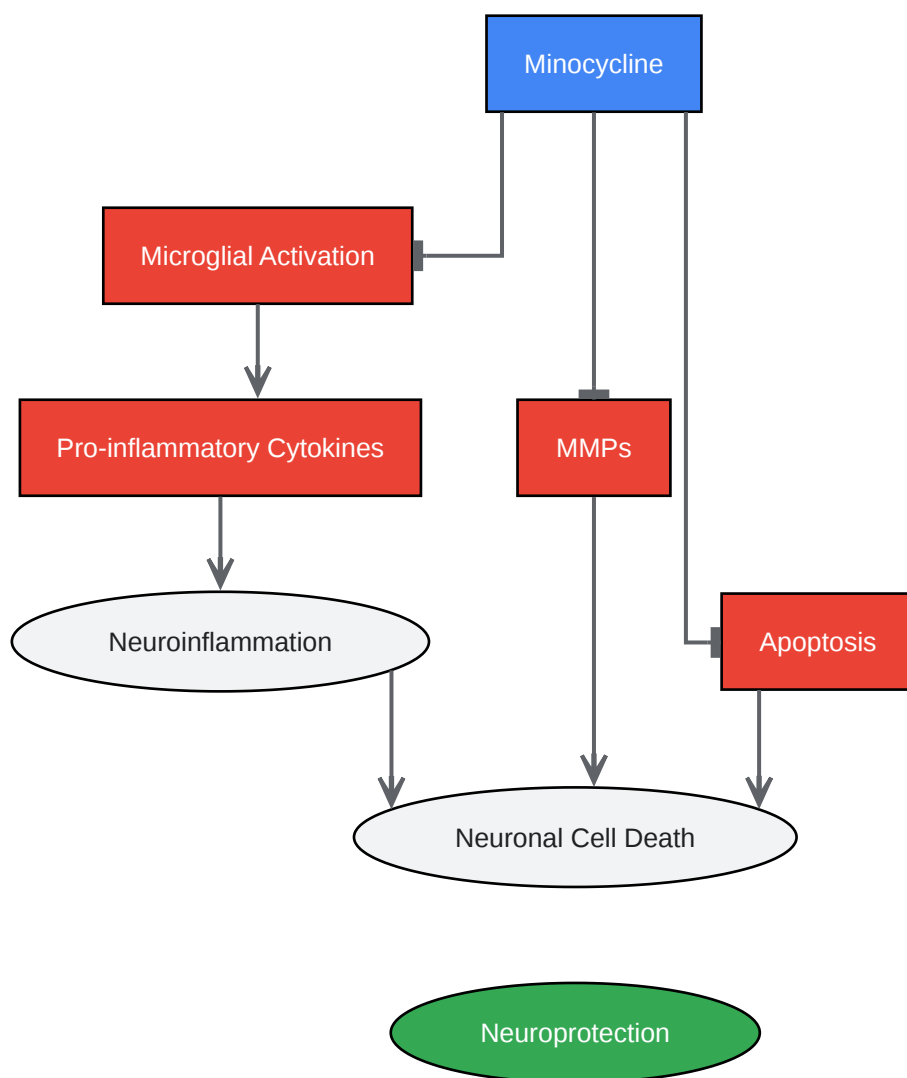 Minocycline
Microglial Activation
Pro-inflammatory Cytokines
MMPs
Neuroinflammation
Apoptosis
Neuronal Cell Death
Neuroprotection